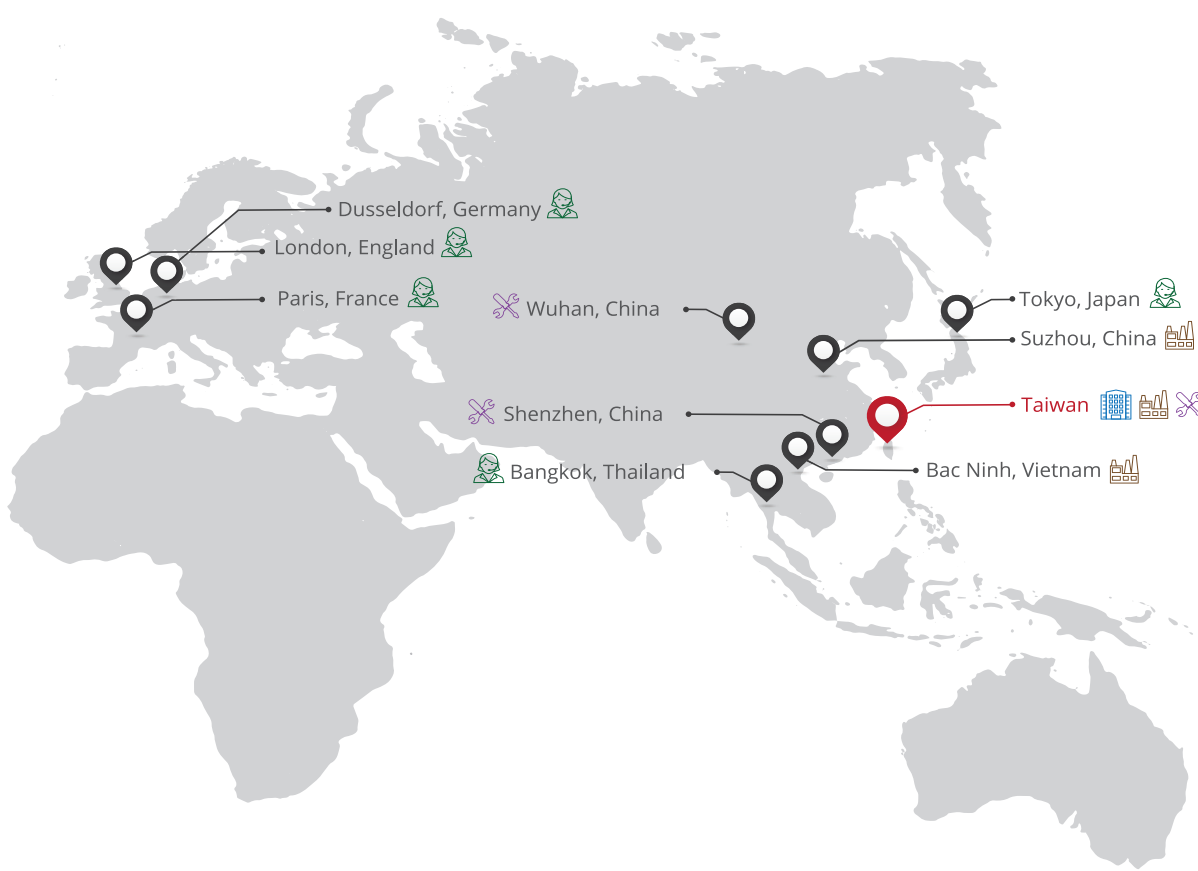 Dusseldorf, Germany
London, England
Paris, France
Wuhan, China
Tokyo, Japan
Suzhou, China
Taiwan
Shenzhen, China
Bangkok, Thailand
Bac Ninh, Vietnam